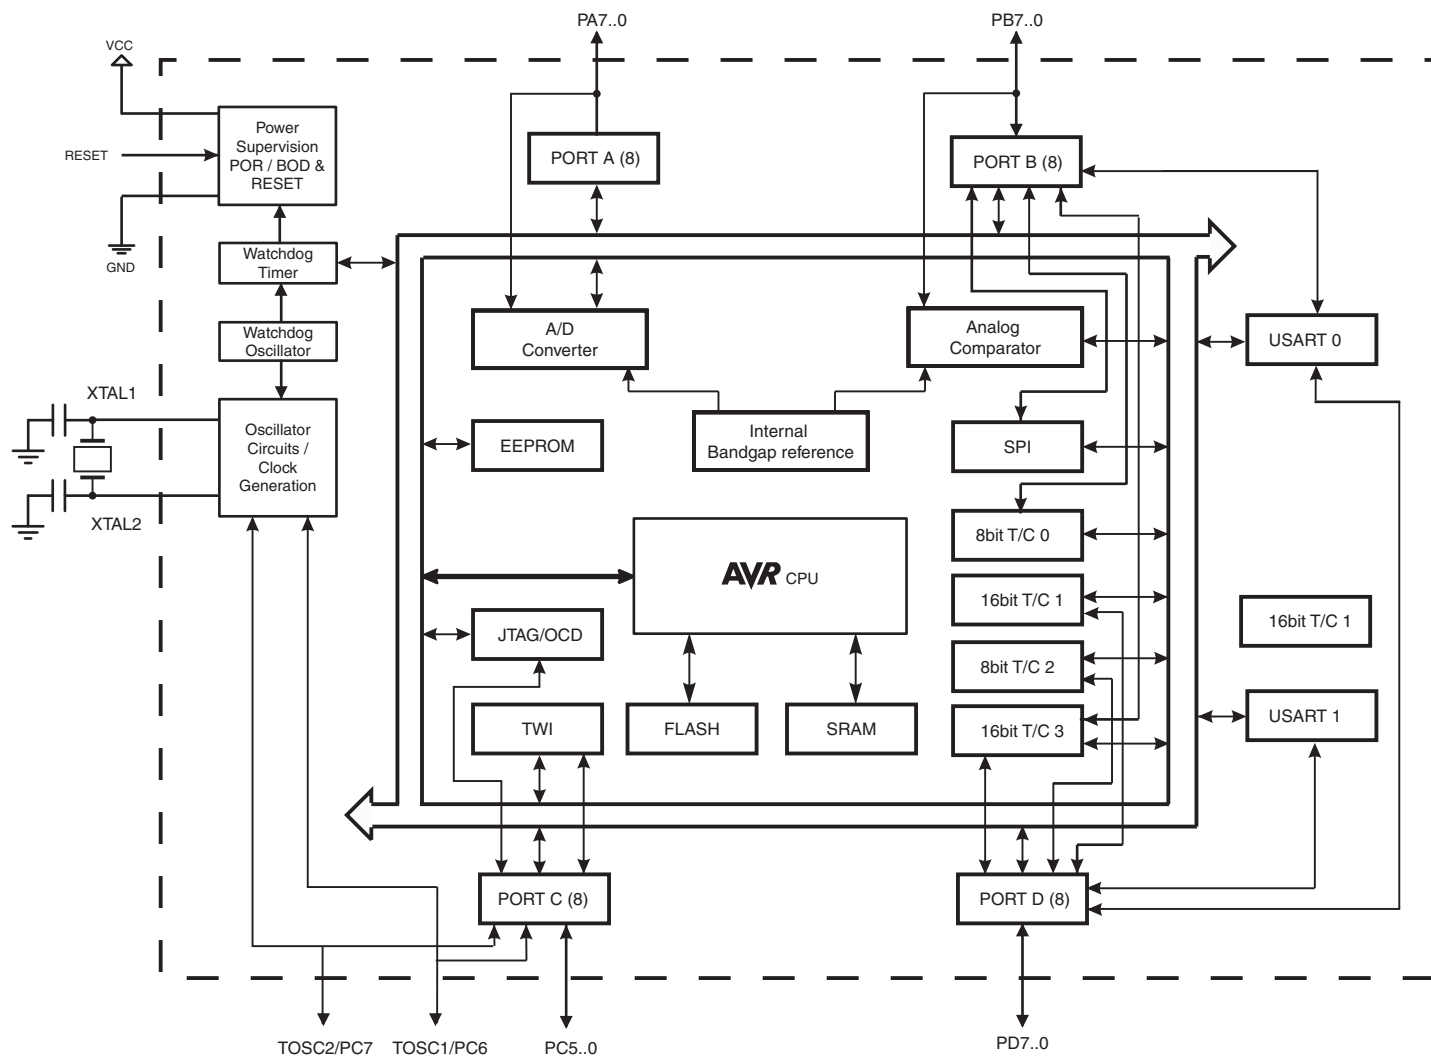 PA7..0
PB7..0
VCC
RESET
GND
Power
Supervision
POR / BOD &
RESET
PORT A (8)
PORT B (8)
Watchdog
Timer
Watchdog
Oscillator
A/D
Converter
Analog
Comparator
USART 0
XTAL1
XTAL2
Oscillator
Circuits /
Clock
Generation
EEPROM
Internal
Bandgap reference
SPI
8bit T/C 0
AVR CPU
16bit T/C 1
16bit T/C 1
JTAG/OCD
8bit T/C 2
TWI
FLASH
SRAM
16bit T/C 3
USART 1
PORT C (8)
PORT D (8)
TOSC2/PC7
TOSC1/PC6
PC5..0
PD7..0